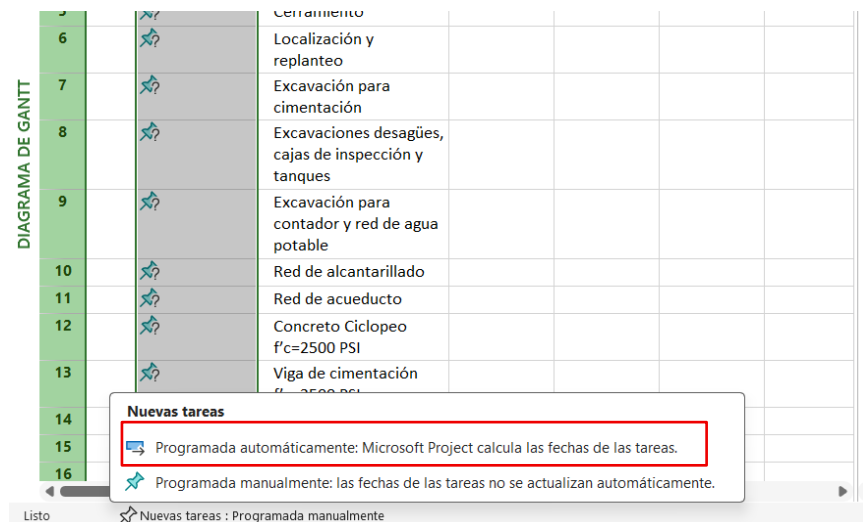 5 Cerramiento
6 Localización y
replanteo
7 Excavación para
cimentación
8 Excavaciones desagües,
cajas de inspección y
tanques
9 Excavación para
contador y red de agua
potable
10 Red de alcantarillado
11 Red de acueducto
12 Concreto Ciclopeo
f'c=2500 PSI
13 Viga de cimentación
14
15
16
DIAGRAMA DE GANTT
Nuevas tareas
Programada automáticamente: Microsoft Project calcula las fechas de las tareas.
Programada manualmente: las fechas de las tareas no se actualizan automáticamente.
Listo
Nuevas tareas : Programada manualmente